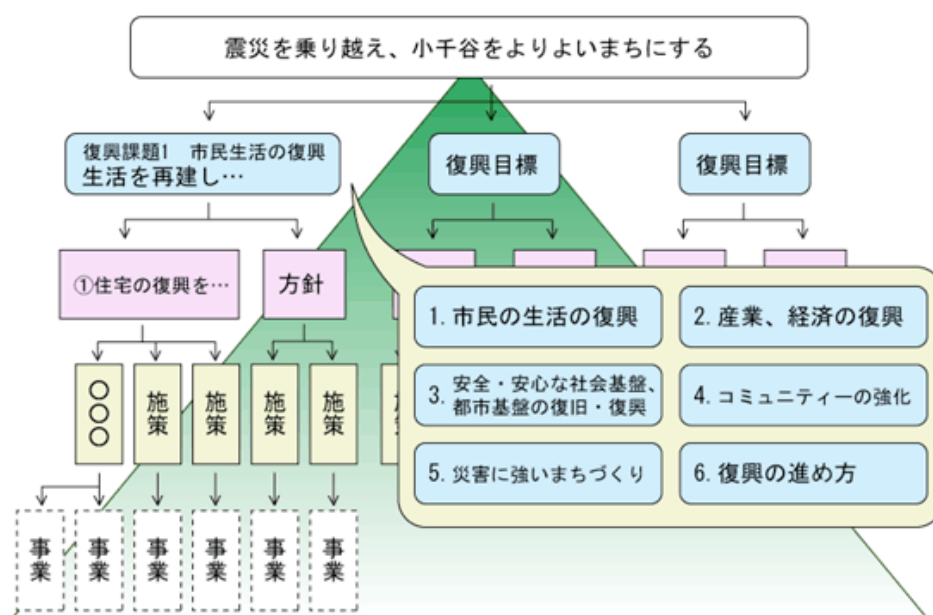 震災を乗り越え、小千谷をよりよいまちにする
復興課題1 市民生活の復興
生活を再建し…
復興目標
復興目標
①住宅の復興を…
方針
1. 市民の生活の復興
2. 産業、経済の復興
3. 安全・安心な社会基盤、
都市基盤の復旧・復興
4. コミュニティーの強化
5. 災害に強いまちづくり
6. 復興の進め方
〇〇〇
施策
施策
施策
施策
事業
事業
事業
事業
事業
事業